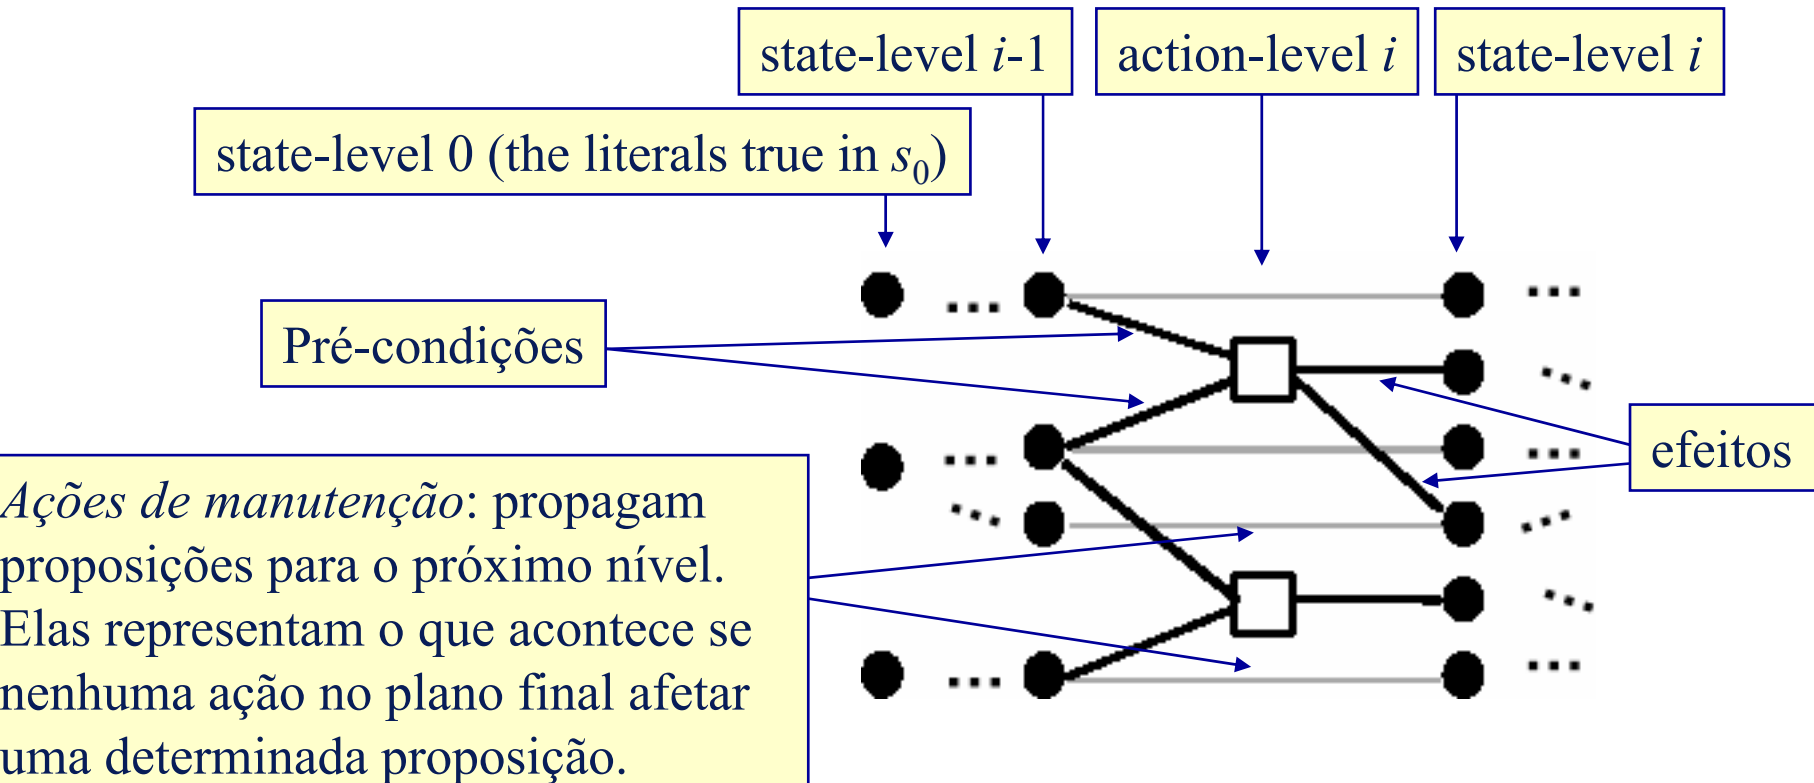 state-level i-1
action-level i
state-level i
state-level 0 (the literals true in s₀)
Pré-condições
efeitos
Ações de manutenção: propagam
proposições para o próximo nível.
Elas representam o que acontece se
nenhuma ação no plano final afetar
uma determinada proposição.